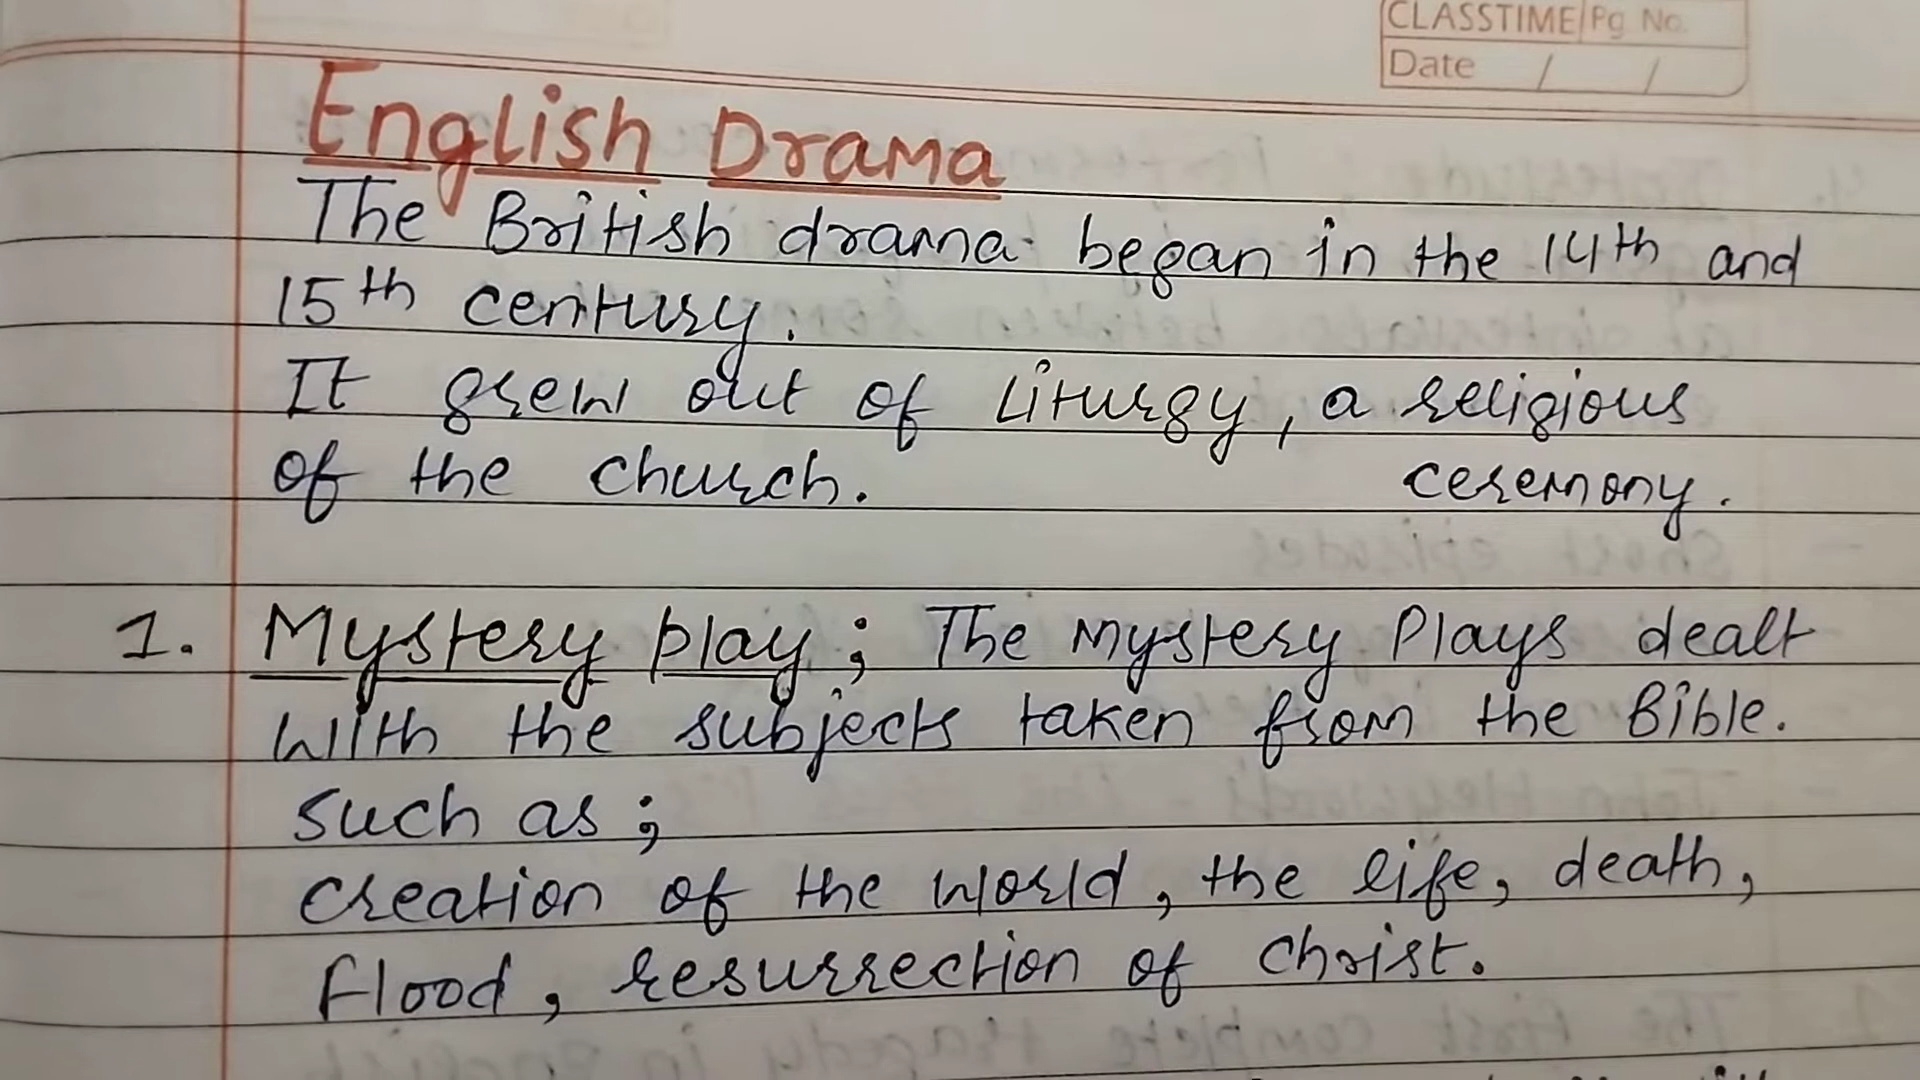 CLASSTIME Pg No.
Date / /
English Drama
The British drama began in the 14th and
15th century.
It grew out of Liturgy, a religious
of the church. ceremony.
1. Mystery play ; The Mystery Plays dealt
with the subjects taken from the Bible.
such as ;
creation of the world, the life, death,
flood, resurrection of christ.